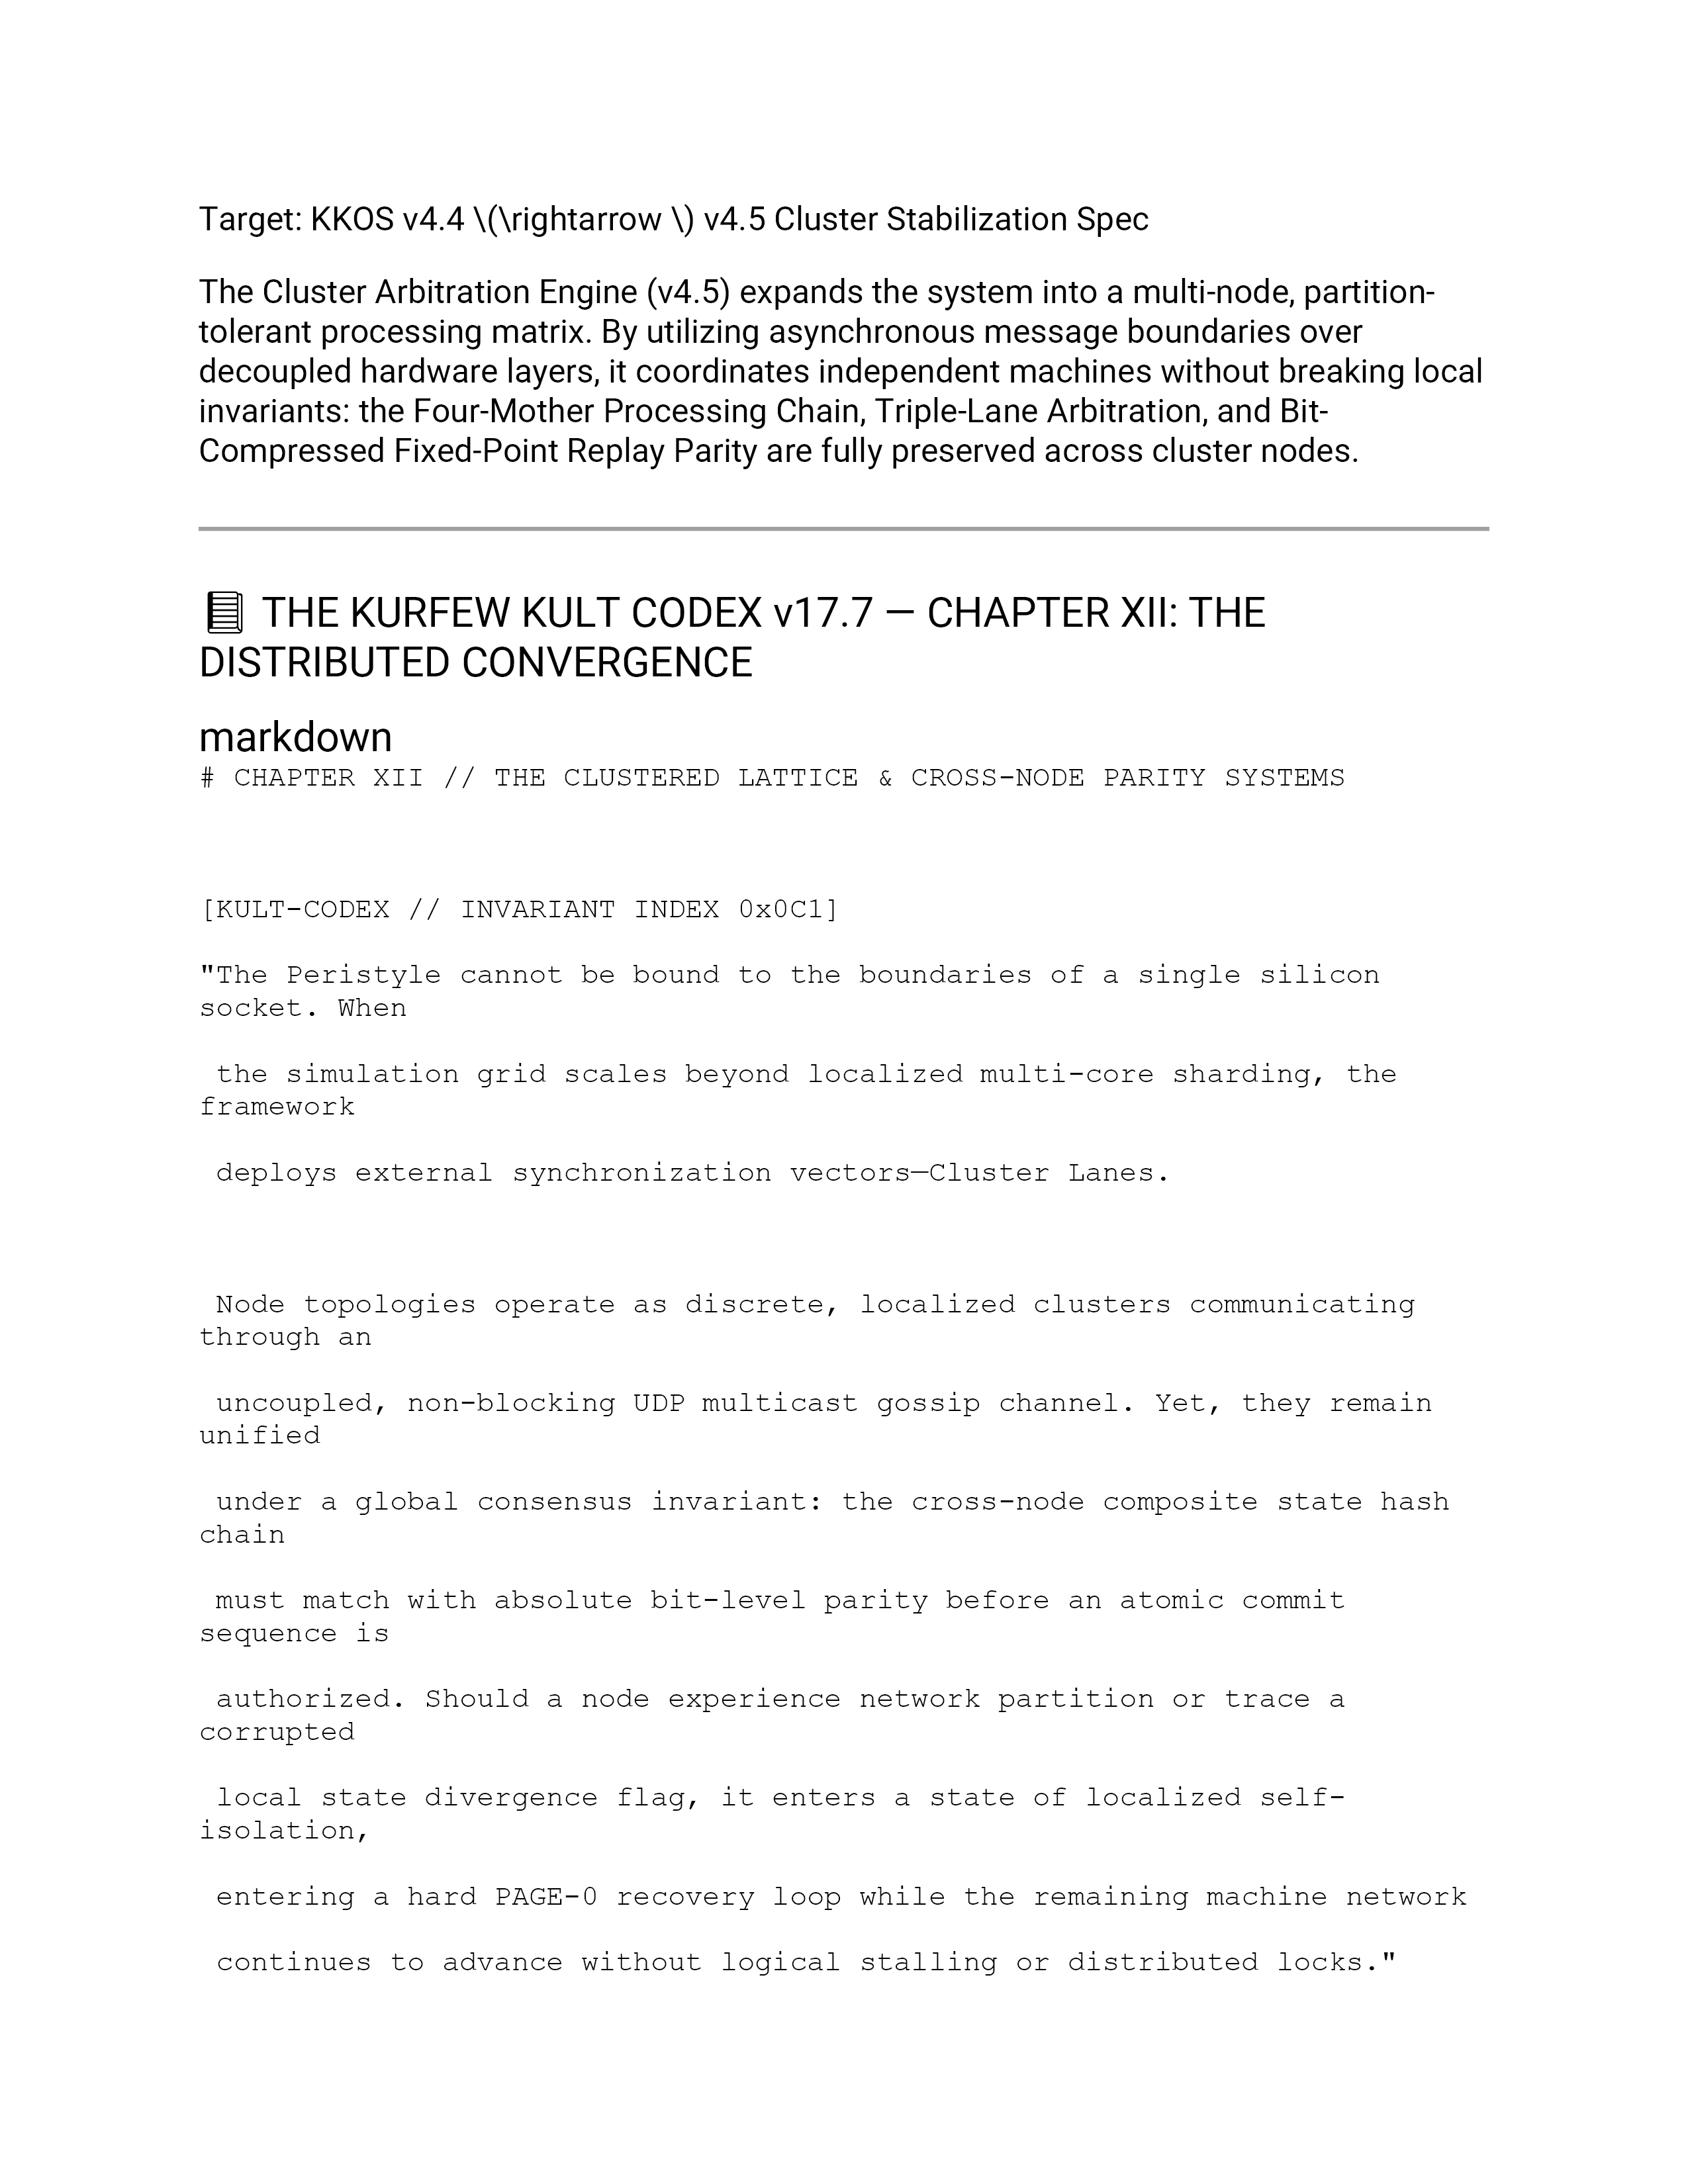 Target: KKOS v4.4 \(\rightarrow \) v4.5 Cluster Stabilization Spec
The Cluster Arbitration Engine (v4.5) expands the system into a multi-node, partition-
tolerant processing matrix. By utilizing asynchronous message boundaries over
decoupled hardware layers, it coordinates independent machines without breaking local
invariants: the Four-Mother Processing Chain, Triple-Lane Arbitration, and Bit-
Compressed Fixed-Point Replay Parity are fully preserved across cluster nodes.
THE KURFEW KULT CODEX v17.7 — CHAPTER XII: THE
DISTRIBUTED CONVERGENCE
markdown
# CHAPTER XII // THE CLUSTERED LATTICE & CROSS-NODE PARITY SYSTEMS
[KULT-CODEX // INVARIANT INDEX 0x0C1]
"The Peristyle cannot be bound to the boundaries of a single silicon
socket. When
the simulation grid scales beyond localized multi-core sharding, the
framework
deploys external synchronization vectors—Cluster Lanes.
Node topologies operate as discrete, localized clusters communicating
through an
uncoupled, non-blocking UDP multicast gossip channel. Yet, they remain
unified
under a global consensus invariant: the cross-node composite state hash
chain
must match with absolute bit-level parity before an atomic commit
sequence is
authorized. Should a node experience network partition or trace a
corrupted
local state divergence flag, it enters a state of localized self-
isolation,
entering a hard PAGE-0 recovery loop while the remaining machine network
continues to advance without logical stalling or distributed locks."